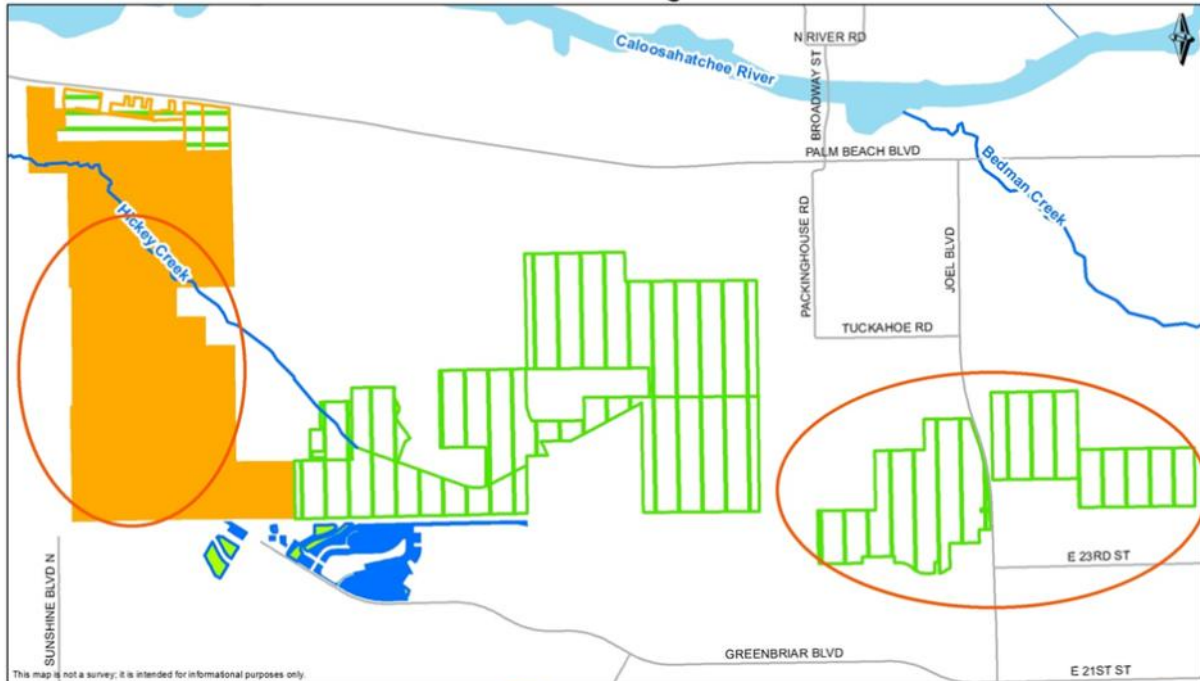 N RIVER RD
Caloosahatchee River
BROADWAY ST
PALM BEACH BLVD
Bedman Creek
Hickey Creek
PACKINGHOUSE RD
JOEL BLVD
TUCKAHOE RD
E 23RD ST
SUNSHINE BLVD N
GREENBRIAR BLVD
E 21ST ST
This map is not a survey; it is intended for informational purposes only.